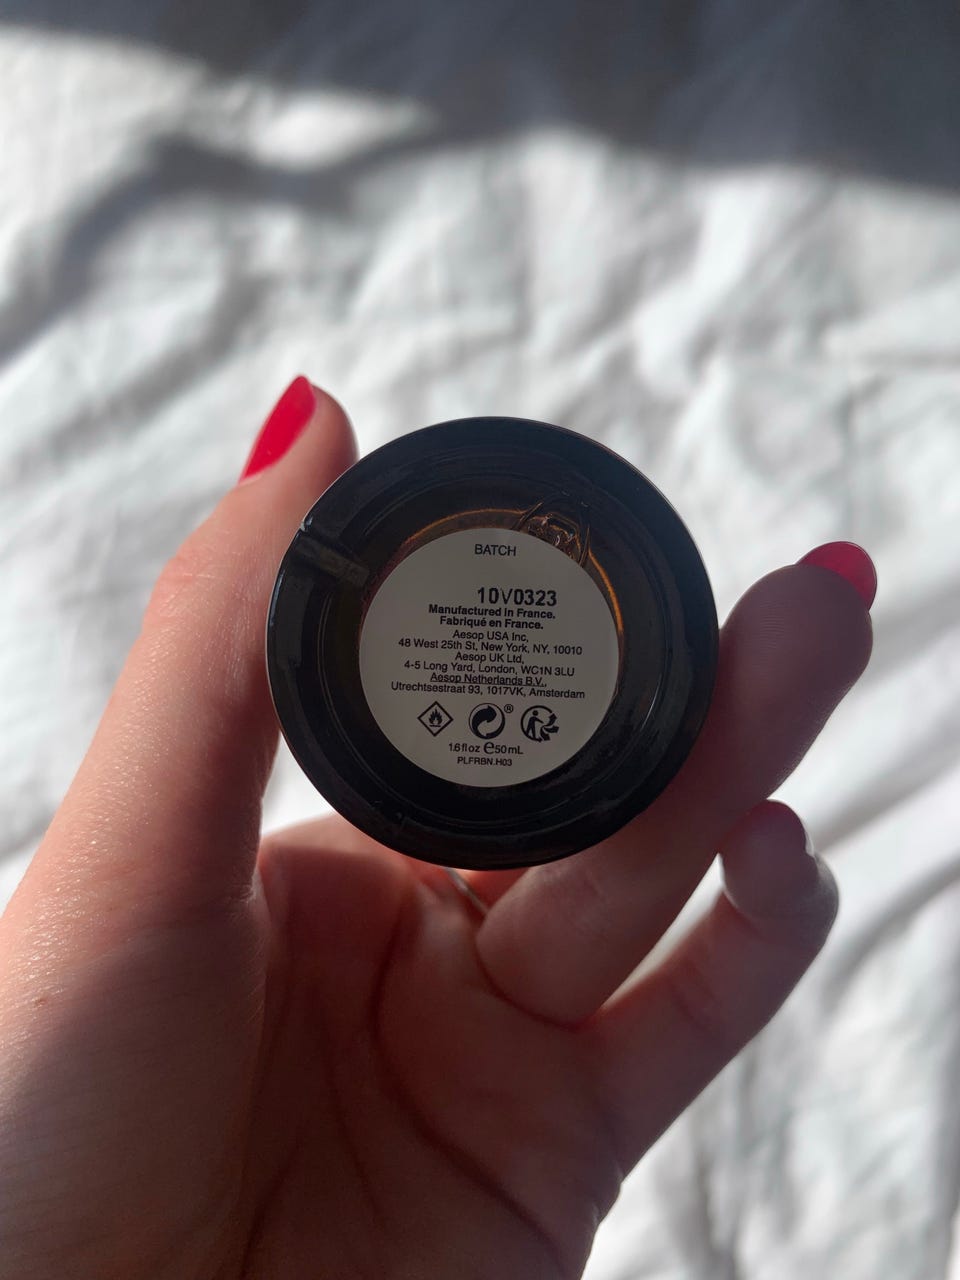 BATCH
10V0323
Manufactured in France.
Fabriqué en France.
Aesop USA Inc,
48 West 25th St, New York, NY, 10010
Aesop UK Ltd,
4-5 Long Yard, London, WC1N 3LU
Aesop Netherlands B.V.,
Utrechtsestraat 93, 1017VK, Amsterdam
®
1.6 fl oz e50 mL
PLFRBN.H03